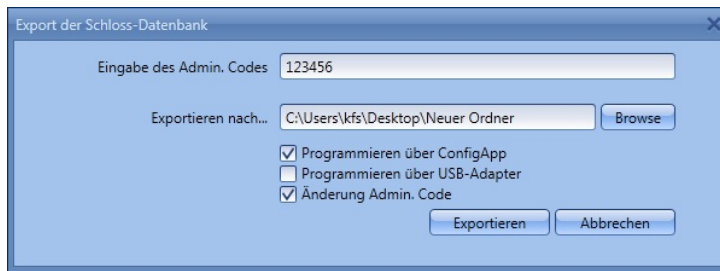 Export der Schloss-Datenbank
Eingabe des Admin. Codes 123456
Exportieren nach... C:\Users\kfs\Desktop\Neuer Ordner Browse
Programmieren über ConfigApp
Programmieren über USB-Adapter
Änderung Admin. Code
Exportieren Abbrechen